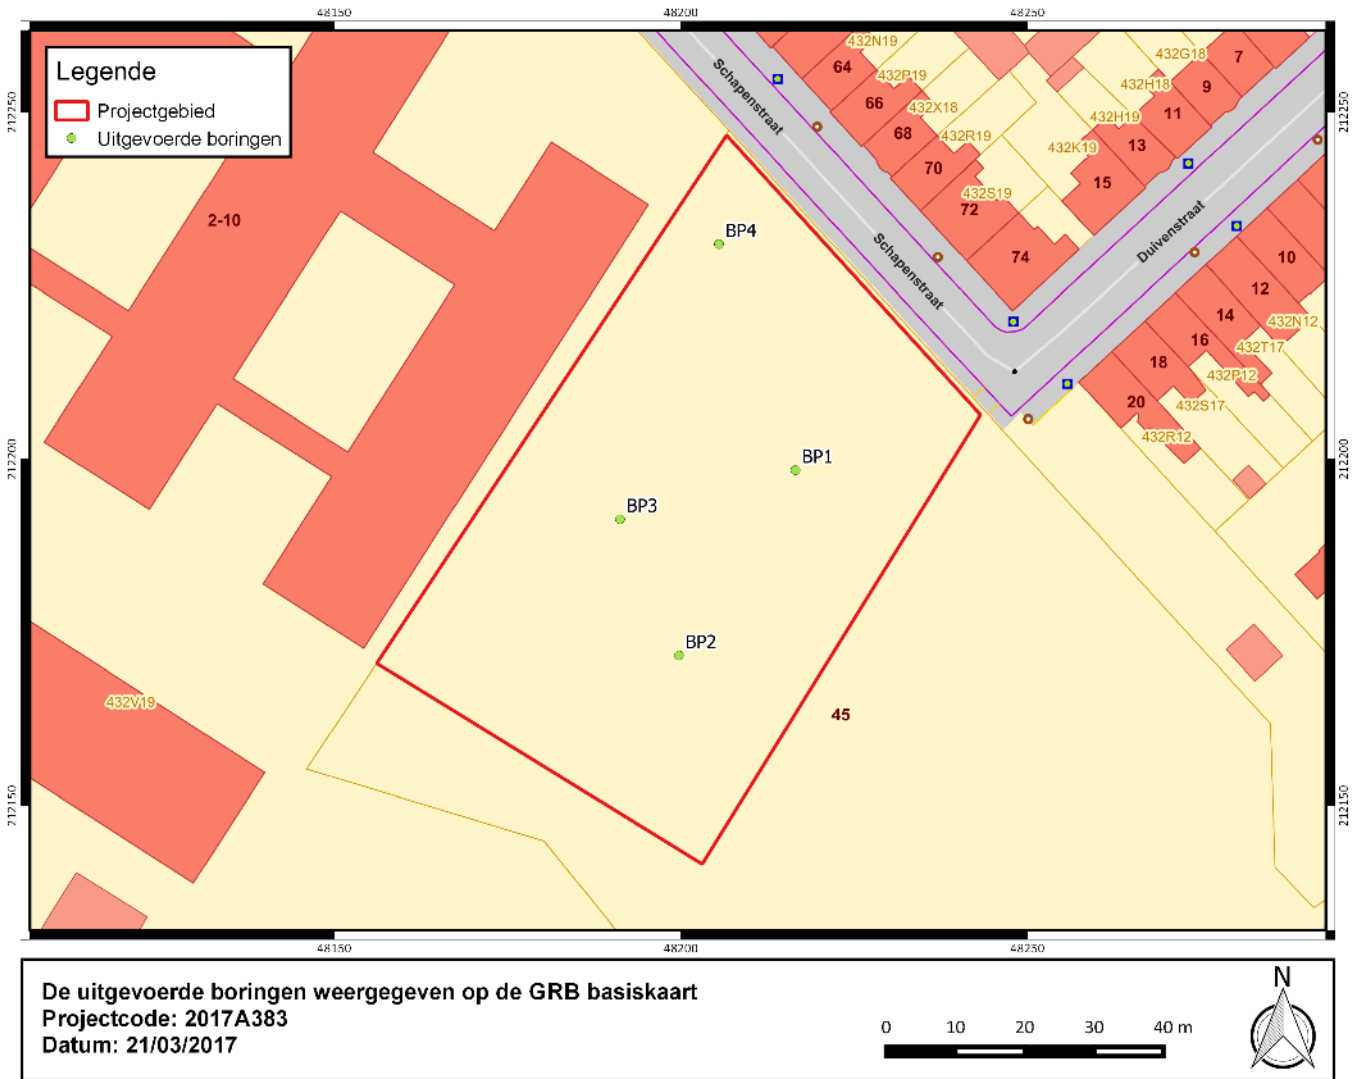 48150
48200
48250
212250
212250
Legende
Projectgebied
Uitgevoerde boringen
Schapenstraat
432N19
64
432P19
66
432X18
68
432R19
70
432S19
72
74
432G18
7
432H18
9
11
432H19
13
432K19
15
Schapenstraat
Duivenstraat
2-10
BP4
10
12
14
432N12
16
432T17
18
432P12
20
432S17
432R12
212200
212200
BP1
BP3
BP2
432V19
45
212150
212150
48150
48200
48250
De uitgevoerde boringen weergegeven op de GRB basiskaart
Projectcode: 2017A383
Datum: 21/03/2017
0 10 20 30 40 m
N